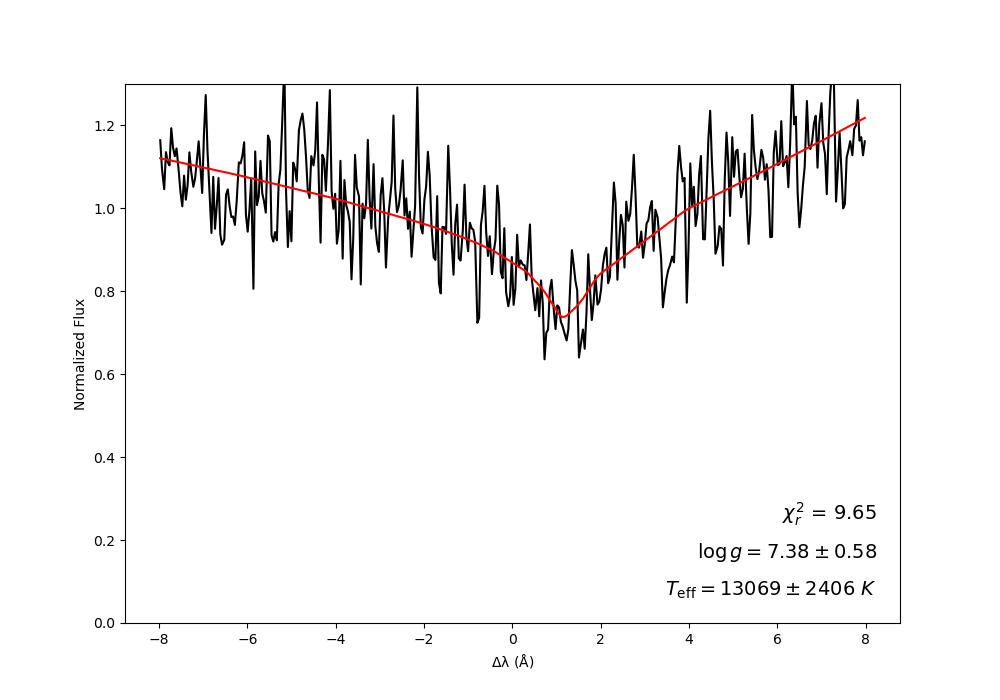 1.2
1.0
0.8
0.6
0.4
0.2
0.0
Normalized Flux
χ²ᵣ = 9.65
log g = 7.38 ± 0.58
T_eff = 13069 ± 2406 K
−8 −6 −4 −2 0 2 4 6 8
Δλ (Å)